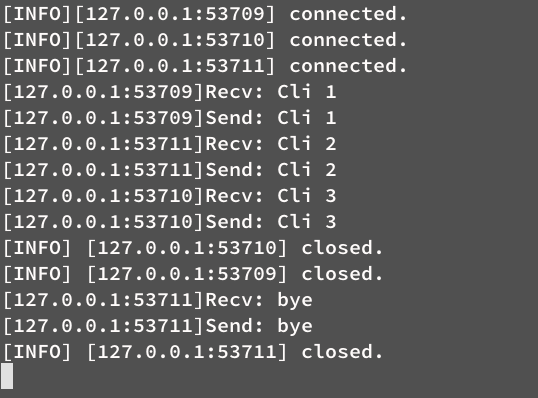 [INFO][127.0.0.1:53709] connected.
[INFO][127.0.0.1:53710] connected.
[INFO][127.0.0.1:53711] connected.
[127.0.0.1:53709]Recv: Cli 1
[127.0.0.1:53709]Send: Cli 1
[127.0.0.1:53711]Recv: Cli 2
[127.0.0.1:53711]Send: Cli 2
[127.0.0.1:53710]Recv: Cli 3
[127.0.0.1:53710]Send: Cli 3
[INFO] [127.0.0.1:53710] closed.
[INFO] [127.0.0.1:53709] closed.
[127.0.0.1:53711]Recv: bye
[127.0.0.1:53711]Send: bye
[INFO] [127.0.0.1:53711] closed.